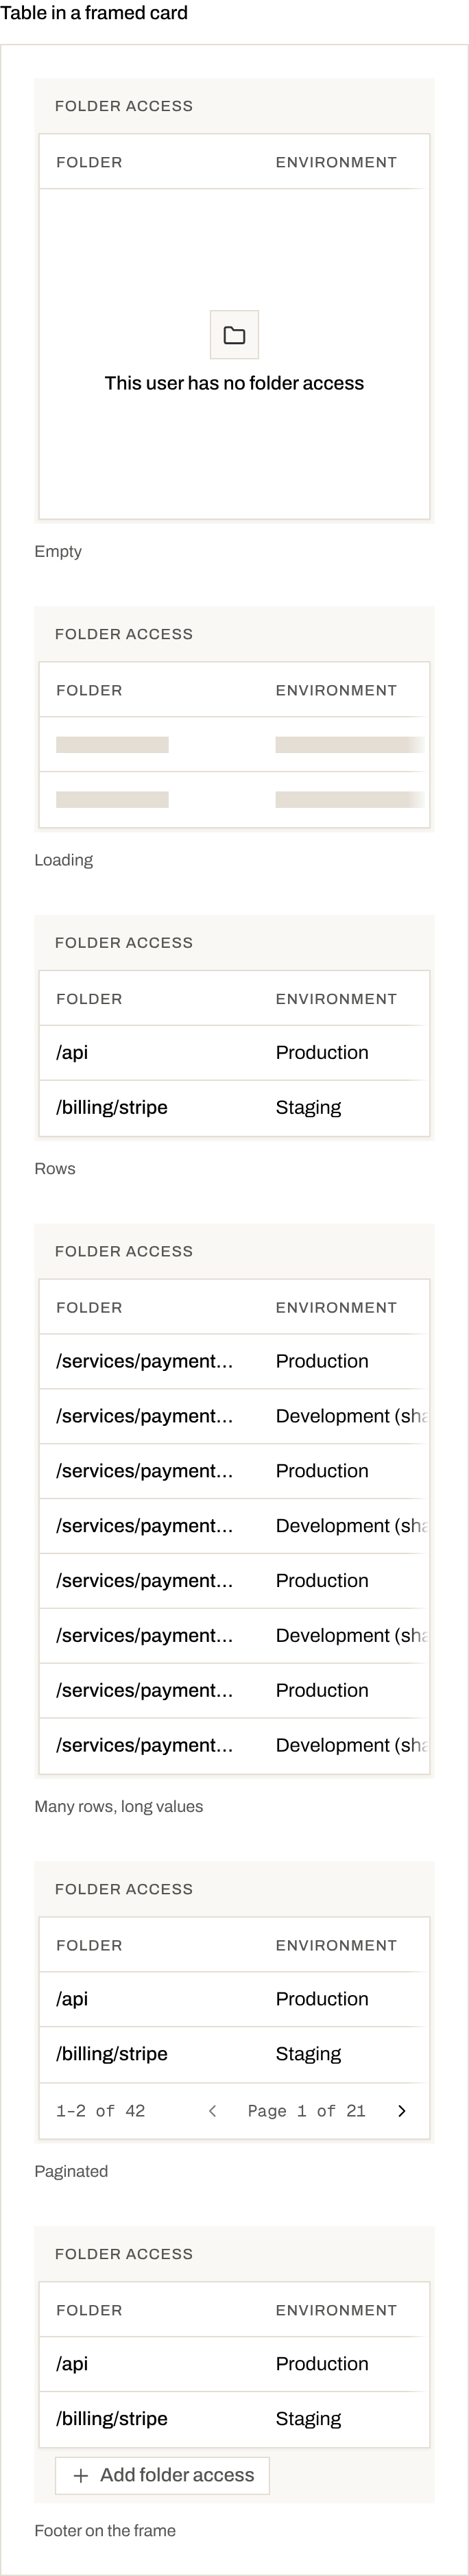 Table in a framed card
FOLDER ACCESS
FOLDER ENVIRONMENT
This user has no folder access
Empty
FOLDER ACCESS
FOLDER ENVIRONMENT
Loading
FOLDER ACCESS
FOLDER ENVIRONMENT
/api Production
/billing/stripe Staging
Rows
FOLDER ACCESS
FOLDER ENVIRONMENT
/services/payment... Production
/services/payment... Development (sha
/services/payment... Production
/services/payment... Development (sha
/services/payment... Production
/services/payment... Development (sha
/services/payment... Production
/services/payment... Development (sha
Many rows, long values
FOLDER ACCESS
FOLDER ENVIRONMENT
/api Production
/billing/stripe Staging
1–2 of 42 Page 1 of 21
Paginated
FOLDER ACCESS
FOLDER ENVIRONMENT
/api Production
/billing/stripe Staging
Add folder access
Footer on the frame